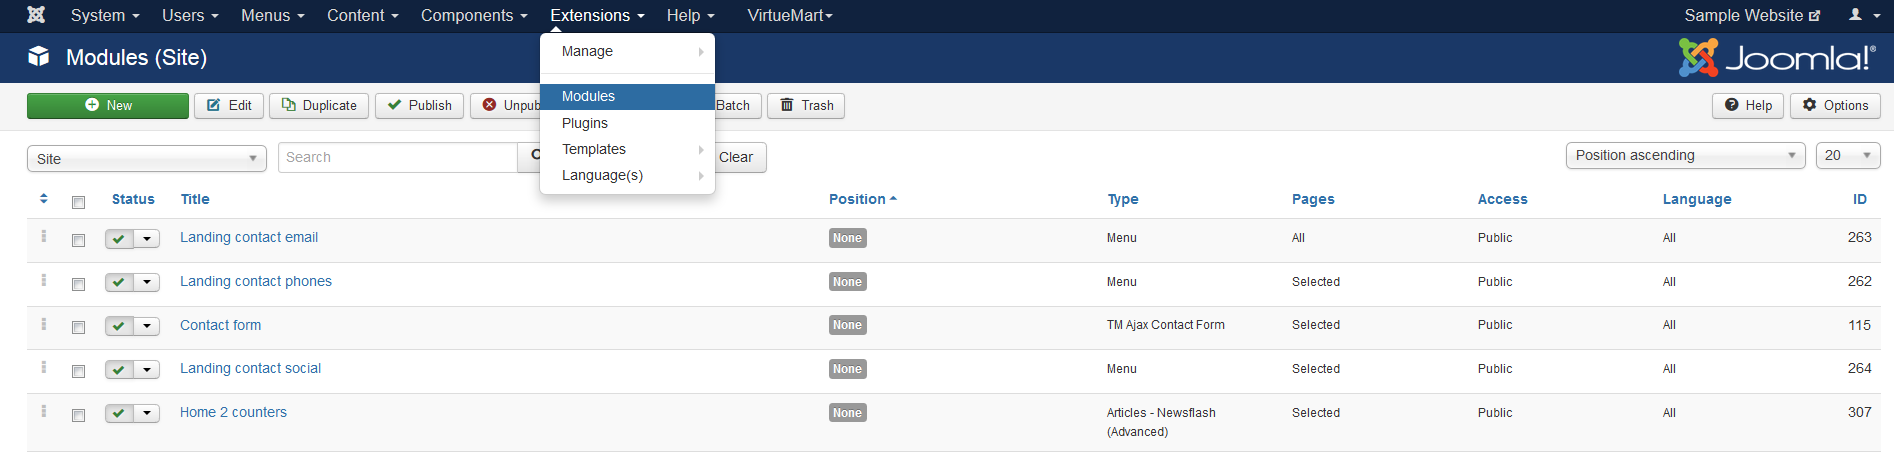 System Users Menus Content Components Extensions Help VirtueMart Sample Website
Modules (Site) Joomla!®
Manage
New Edit Duplicate Publish Unpub Batch Trash Help Options
Modules
Plugins
Templates
Language(s)
Site Search Clear Position ascending 20
Status Title Position Type Pages Access Language ID
Landing contact email None Menu All Public All 263
Landing contact phones None Menu Selected Public All 262
Contact form None TM Ajax Contact Form Selected Public All 115
Landing contact social None Menu Selected Public All 264
Home 2 counters None Articles - Newsflash Selected Public All 307
(Advanced)